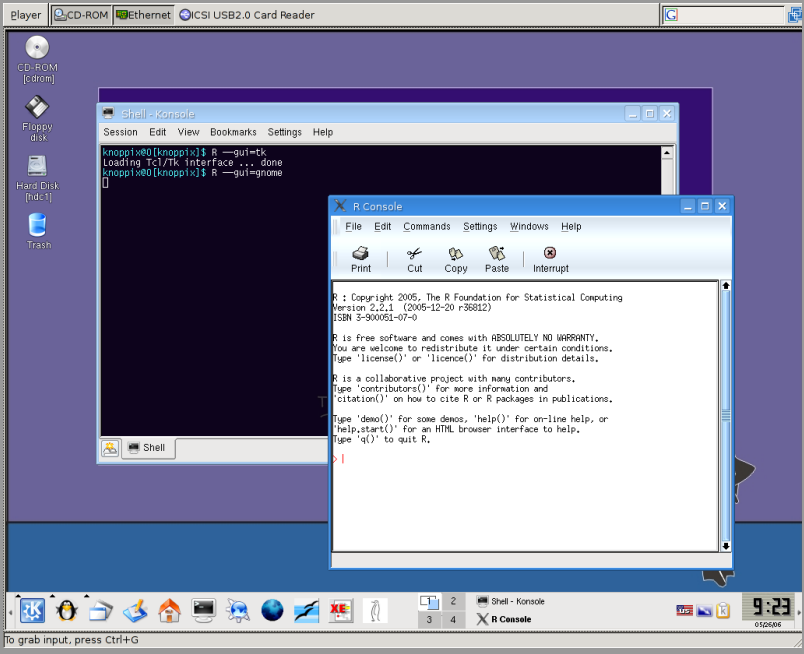 Player CD-ROM Ethernet ICSI USB2.0 Card Reader
CD-ROM
[cdrom]
Floppy
disk
Hard Disk
[hdc1]
Trash
Shell - Konsole
Session Edit View Bookmarks Settings Help
knoppix@0[knoppix]$ R --gui=tk
Loading Tcl/Tk interface ... done
knoppix@0[knoppix]$ R --gui=gnome
Shell
R Console
File Edit Commands Settings Windows Help
Print Cut Copy Paste Interrupt
R : Copyright 2005, The R Foundation for Statistical Computing
Version 2.2.1  (2005-12-20 r36812)
ISBN 3-900051-07-0
R is free software and comes with ABSOLUTELY NO WARRANTY.
You are welcome to redistribute it under certain conditions.
Type 'license()' or 'licence()' for distribution details.
R is a collaborative project with many contributors.
Type 'contributors()' for more information and
'citation()' on how to cite R or R packages in publications.
Type 'demo()' for some demos, 'help()' for on-line help, or
'help.start()' for an HTML browser interface to help.
Type 'q()' to quit R.
>
2
3 4
Shell - Konsole
R Console
US
9:23
05/26/06
To grab input, press Ctrl+G